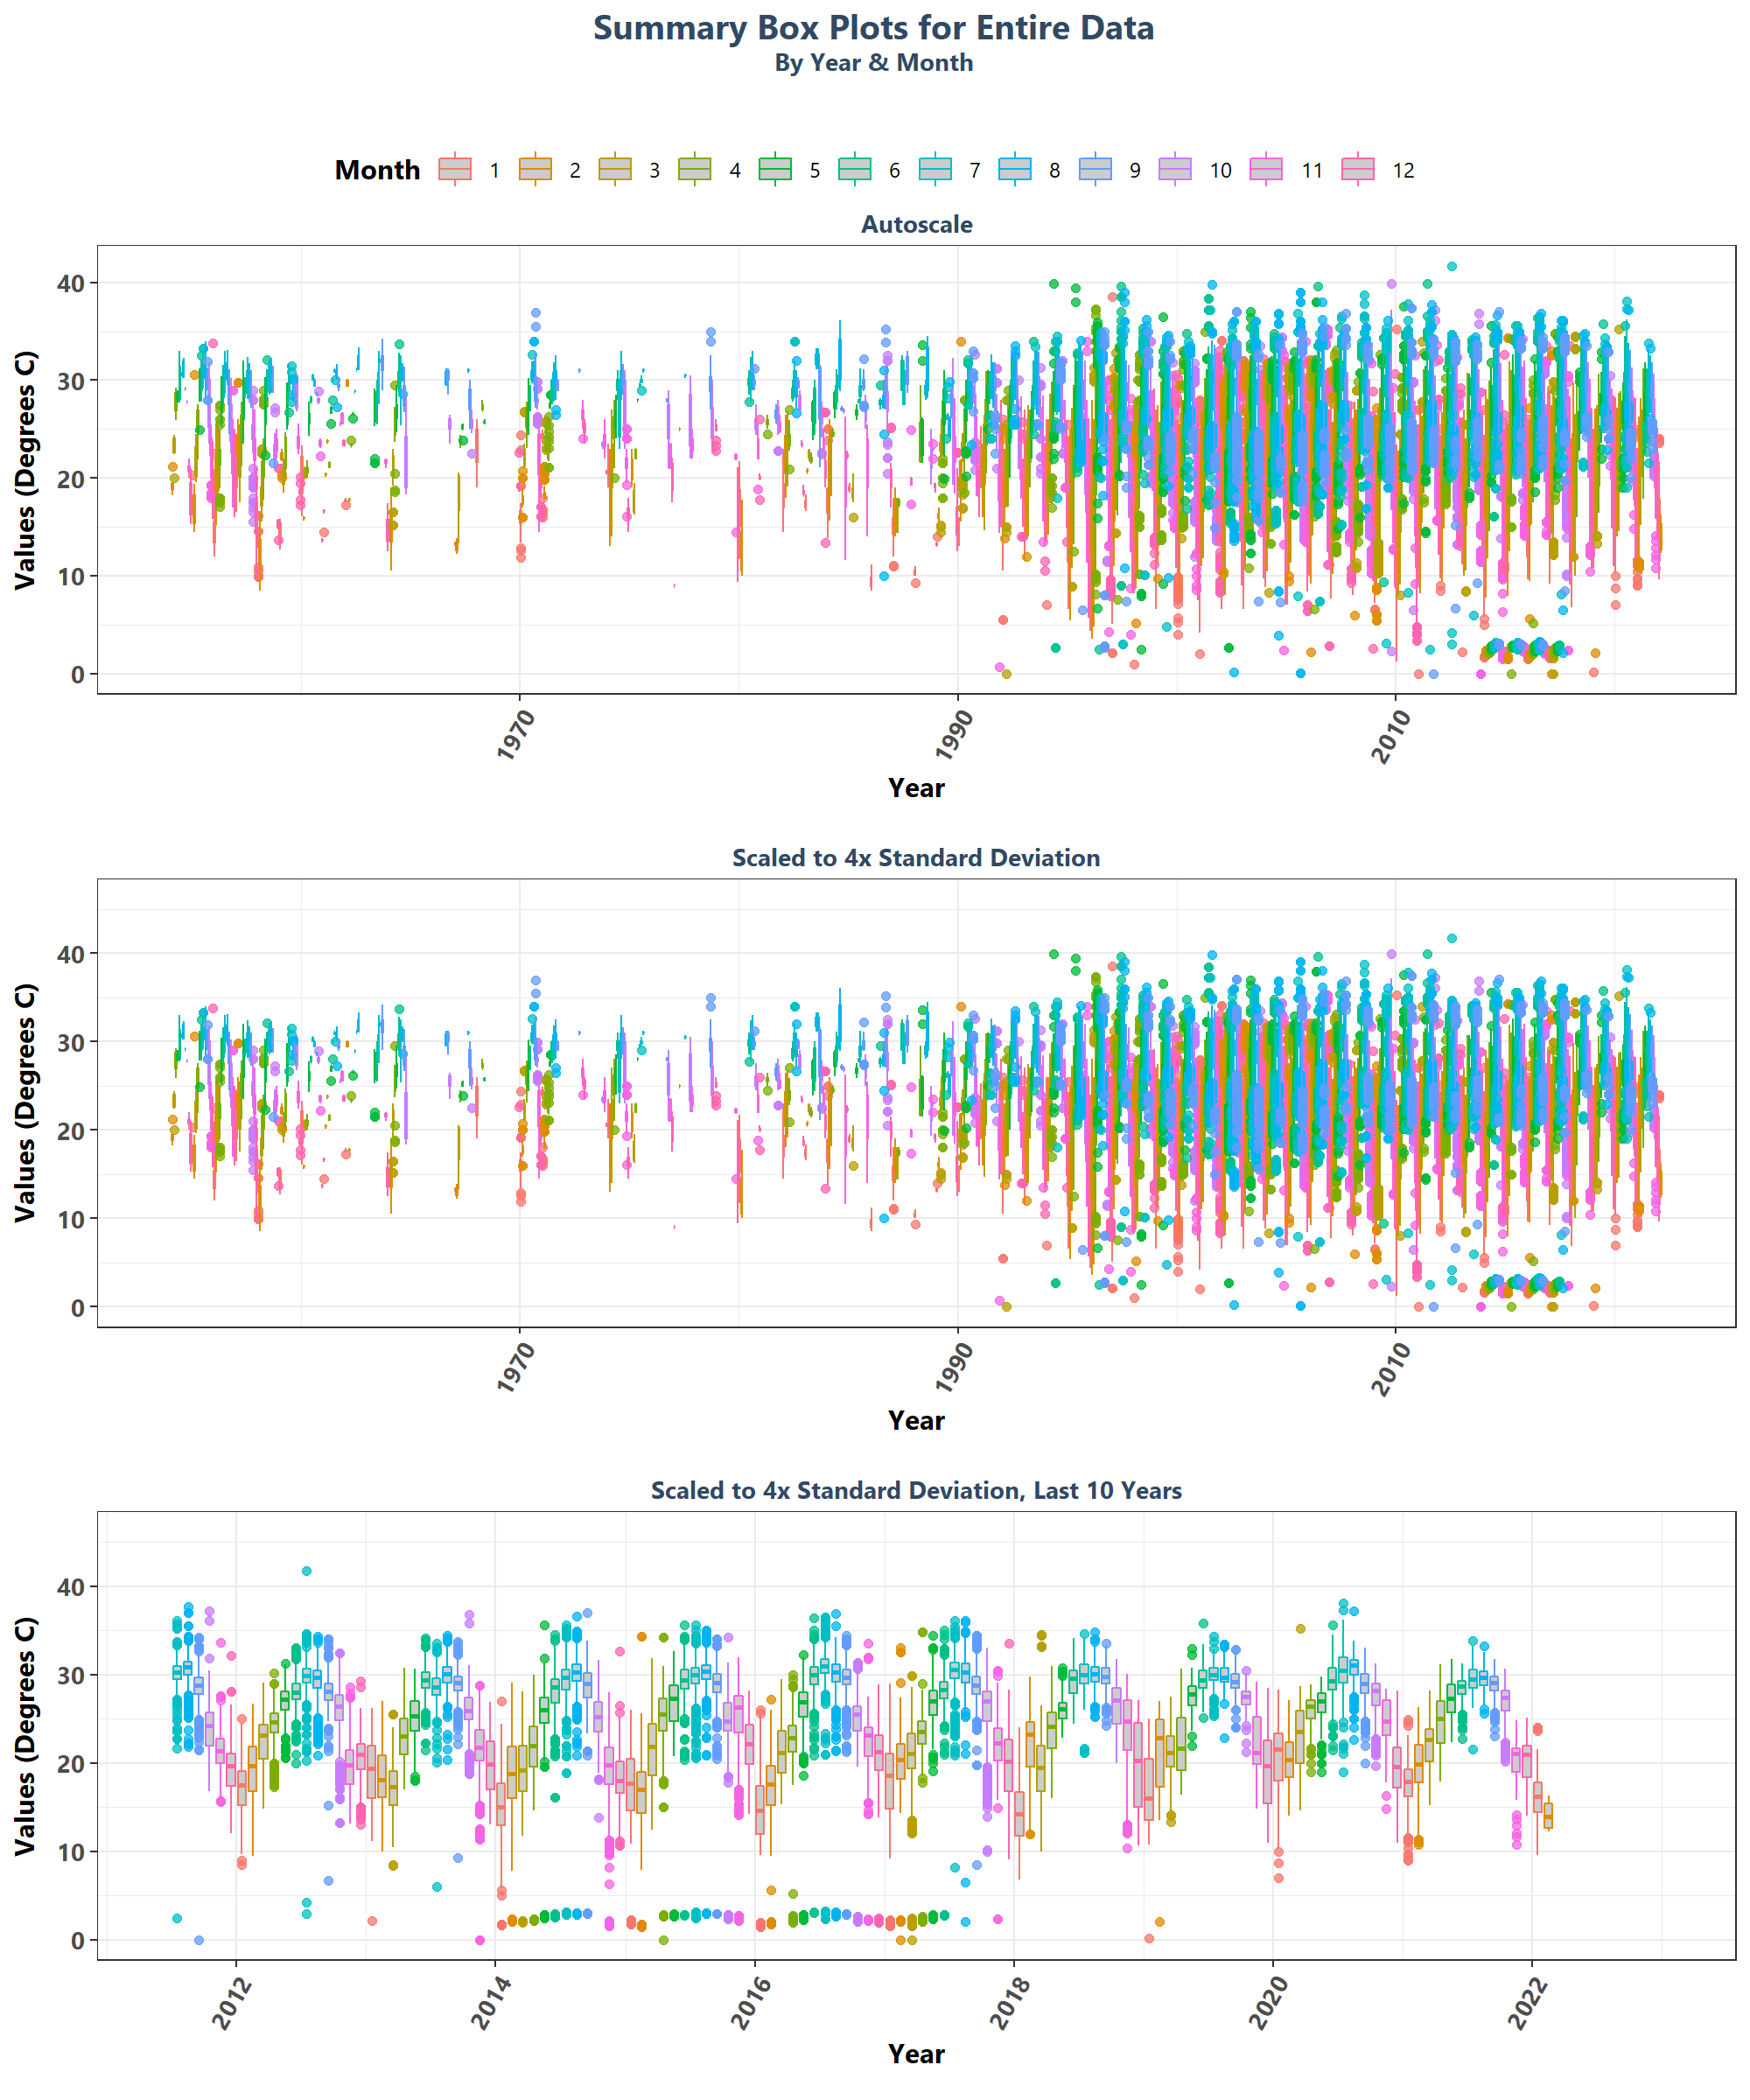 Summary Box Plots for Entire Data
By Year & Month
Month 1 2 3 4 5 6 7 8 9 10 11 12
Autoscale
Values (Degrees C)
40
30
20
10
0
1970 1990 2010
Year
Scaled to 4x Standard Deviation
Values (Degrees C)
40
30
20
10
0
1970 1990 2010
Year
Scaled to 4x Standard Deviation, Last 10 Years
Values (Degrees C)
40
30
20
10
0
2012 2014 2016 2018 2020 2022
Year